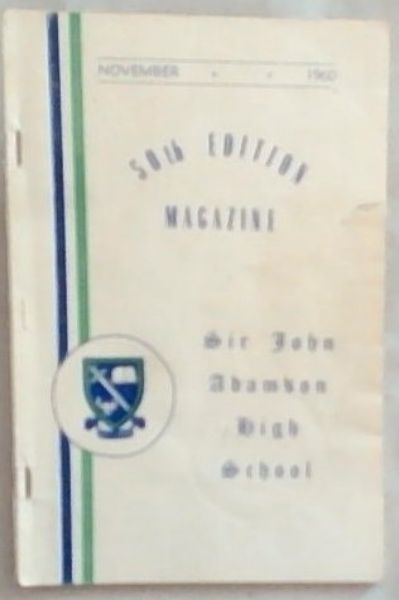 NOVEMBER • • 1960
50th EDITION
MAGAZINE
Sir John
Adamson
High
School